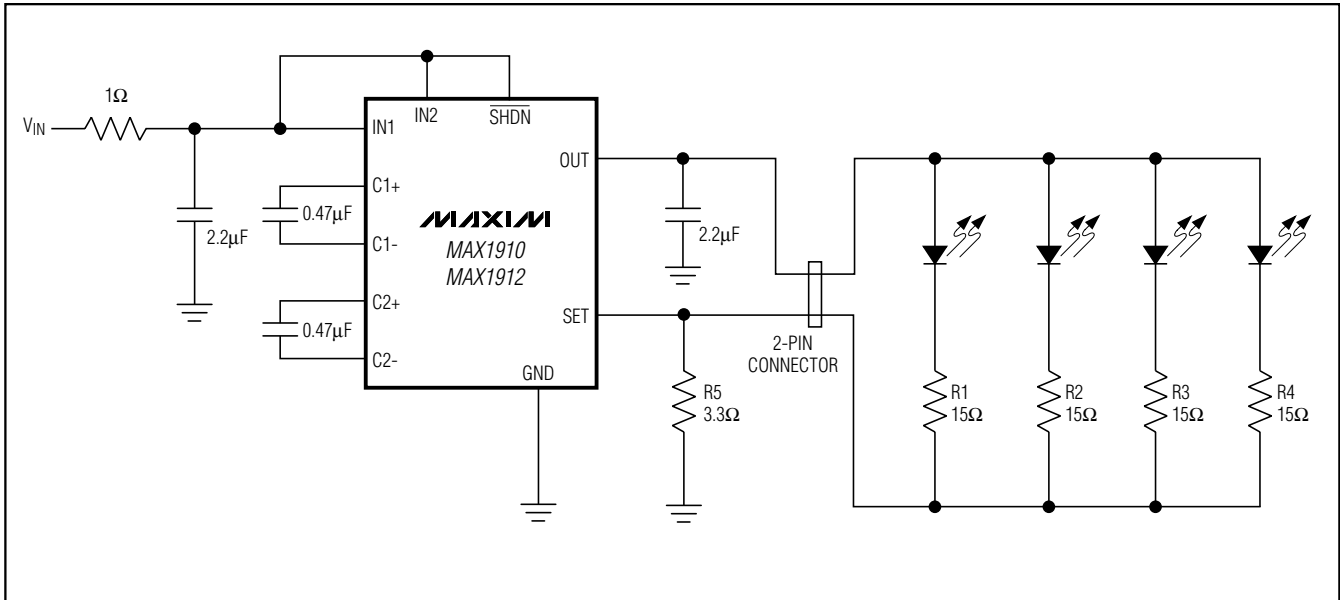 1Ω
V_IN
2.2µF
0.47µF
0.47µF
IN1
IN2
SHDN
C1+
C1-
C2+
C2-
OUT
SET
GND
MAXIM
MAX1910
MAX1912
2.2µF
R5
3.3Ω
2-PIN
CONNECTOR
R1
15Ω
R2
15Ω
R3
15Ω
R4
15Ω